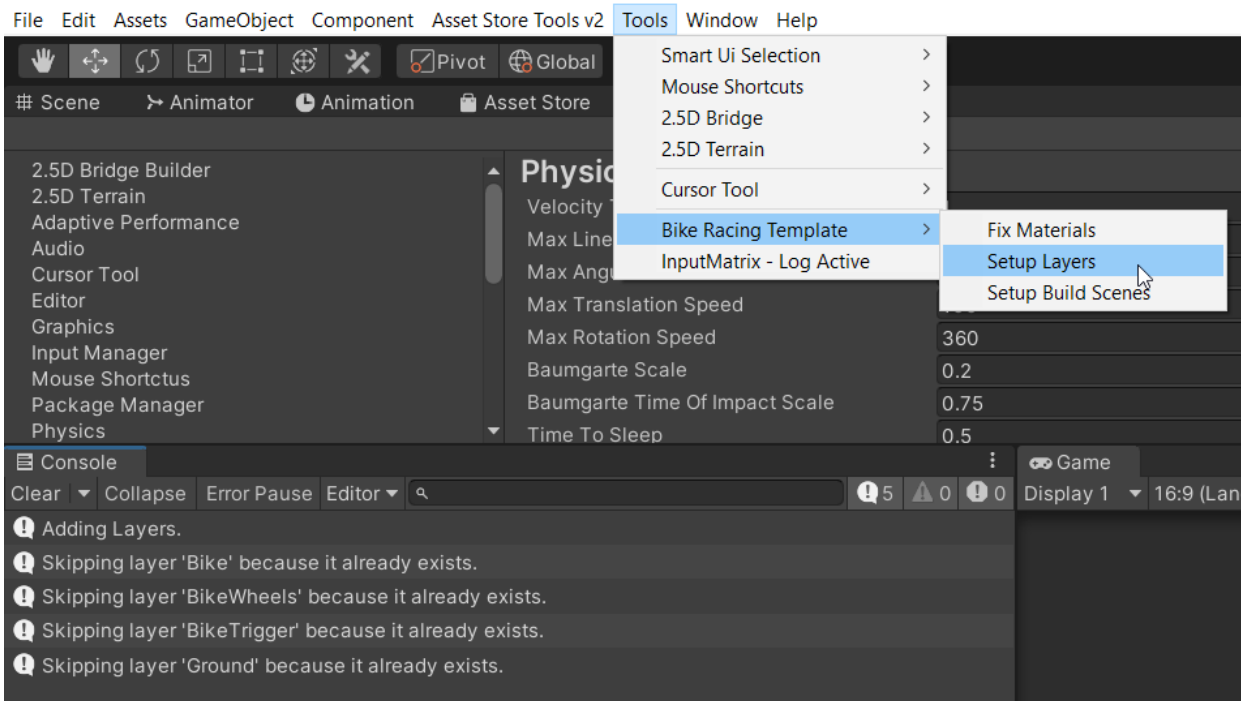 File Edit Assets GameObject Component Asset Store Tools v2 Tools Window Help
Pivot Global
Scene Animator Animation Asset Store
Smart Ui Selection
Mouse Shortcuts
2.5D Bridge
2.5D Terrain
Cursor Tool
Bike Racing Template
InputMatrix - Log Active
Fix Materials
Setup Layers
Setup Build Scenes
2.5D Bridge Builder
2.5D Terrain
Adaptive Performance
Audio
Cursor Tool
Editor
Graphics
Input Manager
Mouse Shortctus
Package Manager
Physics
Physic
Velocity
Max Line
Max Angu
Max Translation Speed
Max Rotation Speed 360
Baumgarte Scale 0.2
Baumgarte Time Of Impact Scale 0.75
Time To Sleep 0.5
Console
Clear Collapse Error Pause Editor 5 0 0
Adding Layers.
Skipping layer 'Bike' because it already exists.
Skipping layer 'BikeWheels' because it already exists.
Skipping layer 'BikeTrigger' because it already exists.
Skipping layer 'Ground' because it already exists.
Game
Display 1 16:9 (Lan